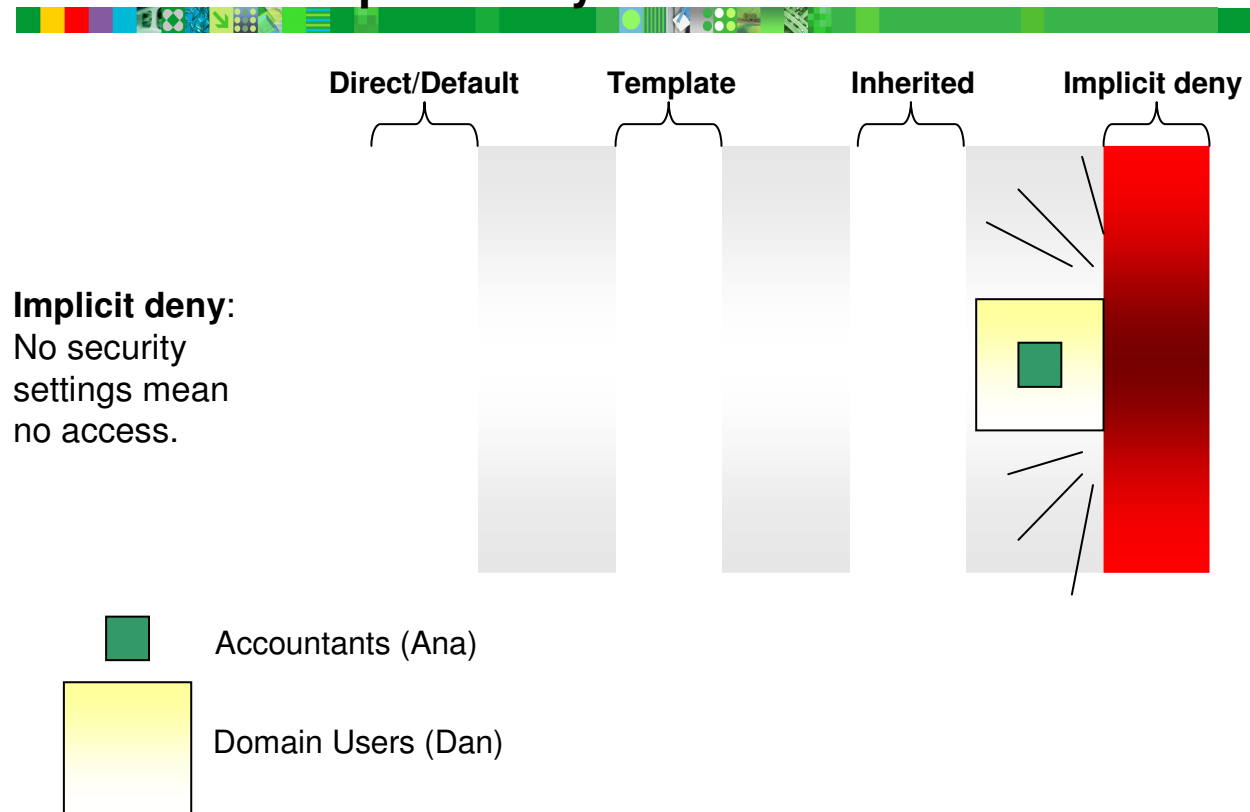 Direct/Default Template Inherited Implicit deny
Implicit deny:
No security
settings mean
no access.
Accountants (Ana)
Domain Users (Dan)